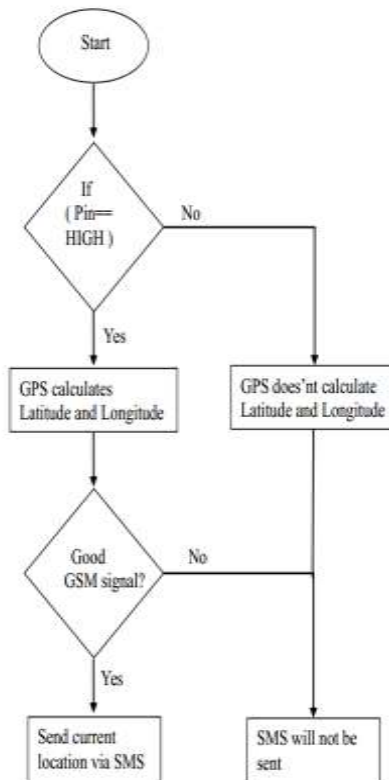 Start
If
( Pin==
HIGH )
No
Yes
GPS calculates
Latitude and Longitude
GPS does'nt calculate
Latitude and Longitude
Good
GSM signal?
No
Yes
Send current
location via SMS
SMS will not be
sent